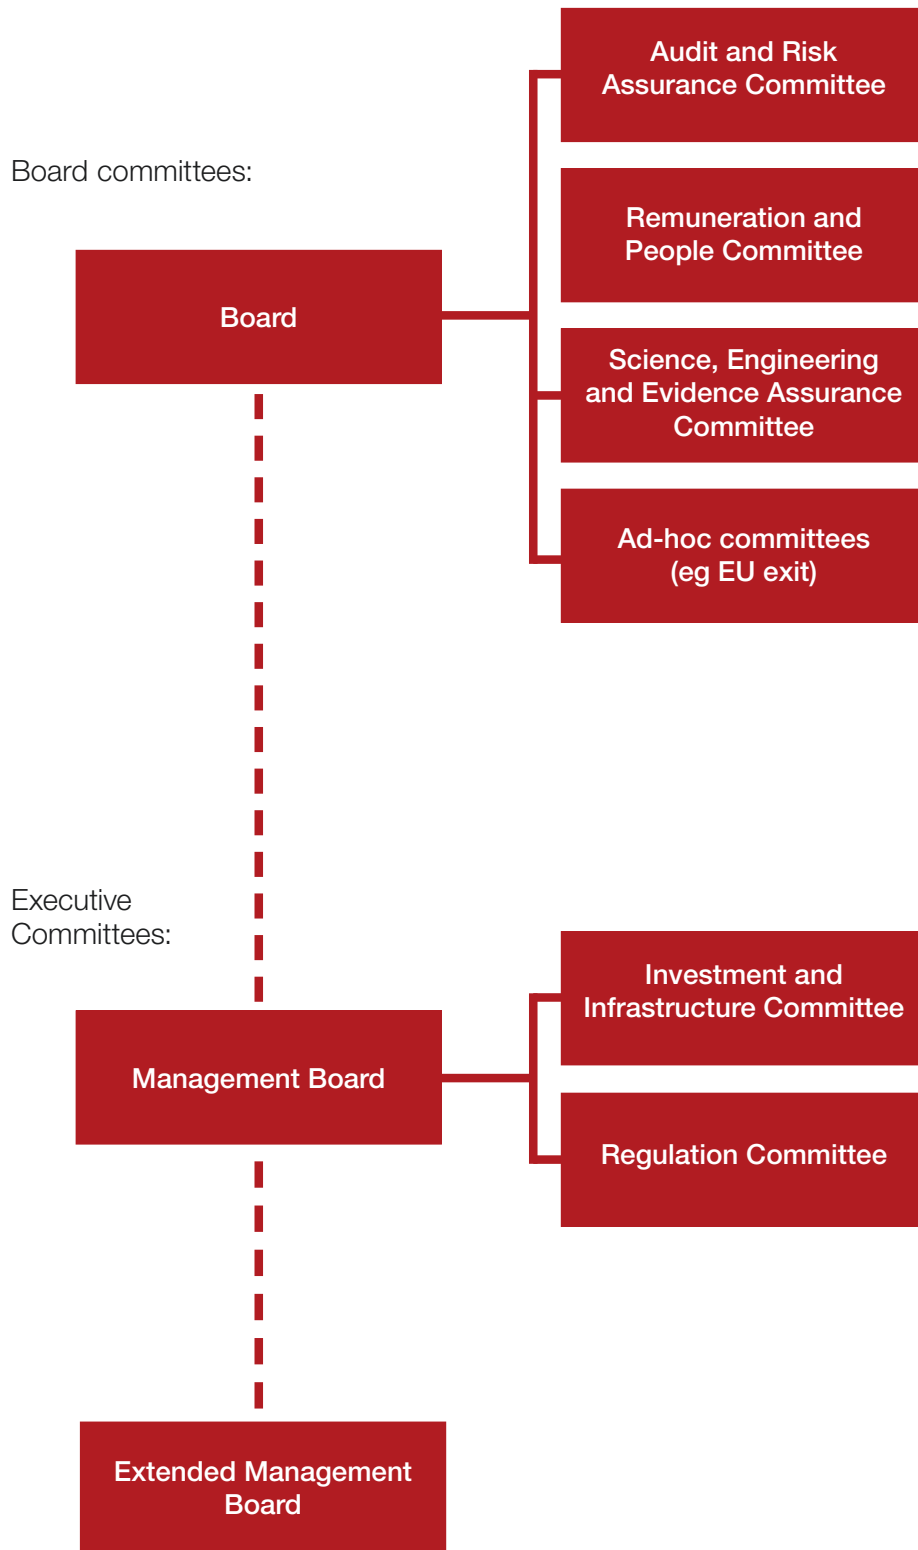 Board committees:
Board
Audit and Risk
Assurance Committee
Remuneration and
People Committee
Science, Engineering
and Evidence Assurance
Committee
Ad-hoc committees
(eg EU exit)
Executive
Committees:
Management Board
Investment and
Infrastructure Committee
Regulation Committee
Extended Management
Board